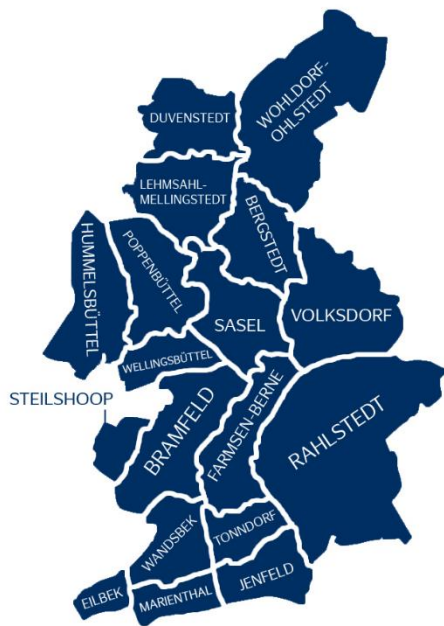 DUVENSTEDT
WOHLDORF-
OHLSTEDT
LEHMSAHL-
MELLINGSTEDT
BERGSTEDT
HUMMELSBÜTTEL
POPPENBÜTTEL
SASEL
VOLKSDORF
WELLINGSBÜTTEL
STEILSHOOP
BRAMFELD
FARMSEN-BERNE
RAHLSTEDT
WANDSBEK
TONNDORF
EILBEK
MARIENTHAL
JENFELD